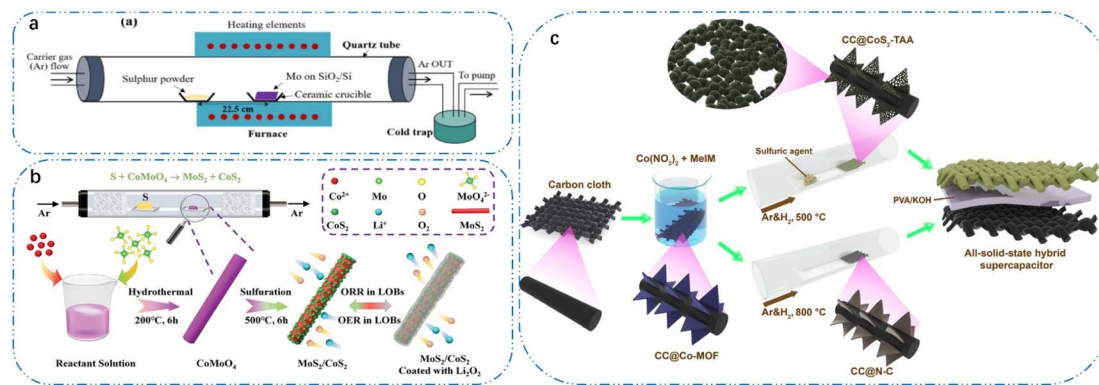 a
(a)
Heating elements
Carrier gas
(Ar) flow
Quartz tube
Ar OUT
To pump
Sulphur powder
Mo on SiO₂/Si
Ceramic crucible
22.5 cm
Furnace
Cold trap
b
S + CoMoO₄ → MoS₂ + CoS₂
Ar
S
Ar
Co²⁺
Mo
O
MoO₄²⁻
CoS₂
Li⁺
O₂
MoS₂
Hydrothermal
200°C, 6h
Sulfuration
500°C, 6h
ORR in LOBs
OER in LOBs
Reactant Solution
CoMoO₄
MoS₂/CoS₂
MoS₂/CoS₂
Coated with Li₂O₂
c
CC@CoS₂-TAA
Co(NO₃)₂ + MeIM
Carbon cloth
Sulfuric agent
Ar&H₂, 500 °C
PVA/KOH
All-solid-state hybrid
supercapacitor
Ar&H₂, 800 °C
CC@Co-MOF
CC@N-C